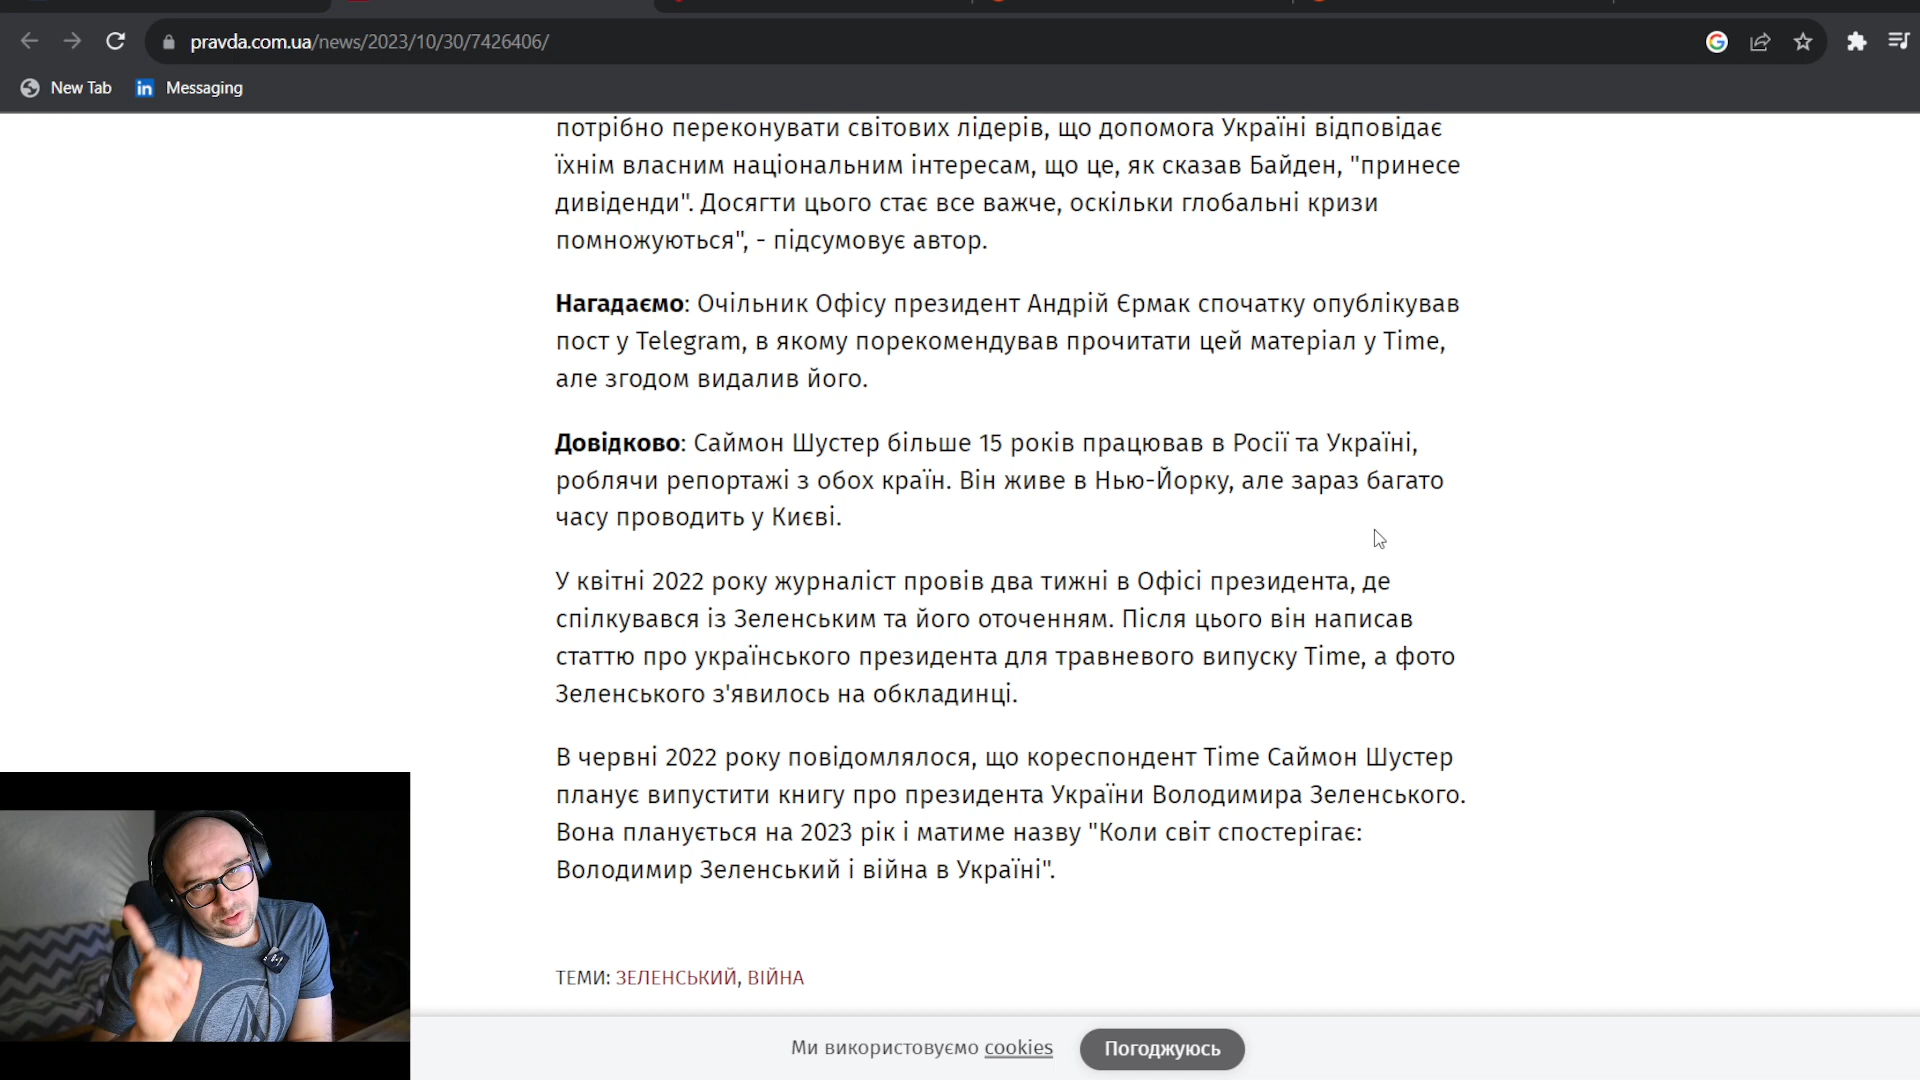 pravda.com.ua/news/2023/10/30/7426406/
New Tab
in Messaging
потрібно переконувати світових лідерів, що допомога Україні відповідає
їхнім власним національним інтересам, що це, як сказав Байден, "принесе
дивіденди". Досягти цього стає все важче, оскільки глобальні кризи
помножуються", - підсумовує автор.
Нагадаємо: Очільник Офісу президент Андрій Єрмак спочатку опублікував
пост у Telegram, в якому порекомендував прочитати цей матеріал у Time,
але згодом видалив його.
Довідково: Саймон Шустер більше 15 років працював в Росії та Україні,
роблячи репортажі з обох країн. Він живе в Нью-Йорку, але зараз багато
часу проводить у Києві.
У квітні 2022 року журналіст провів два тижні в Офісі президента, де
спілкувався із Зеленським та його оточенням. Після цього він написав
статтю про українського президента для травневого випуску Time, а фото
Зеленського з'явилось на обкладинці.
В червні 2022 року повідомлялося, що кореспондент Time Саймон Шустер
планує випустити книгу про президента України Володимира Зеленського.
Вона планується на 2023 рік і матиме назву "Коли світ спостерігає:
Володимир Зеленський і війна в Україні".
ТЕМИ: ЗЕЛЕНСЬКИЙ, ВІЙНА
Ми використовуємо cookies
Погоджуюсь